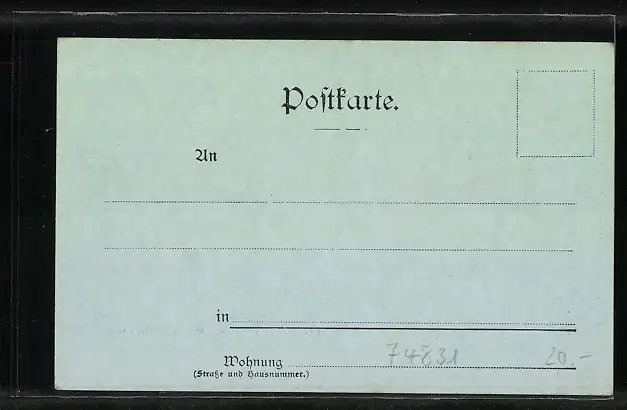 Postkarte.
An
in
Wohnung
(Straße und Hausnummer.)
74831 20,-